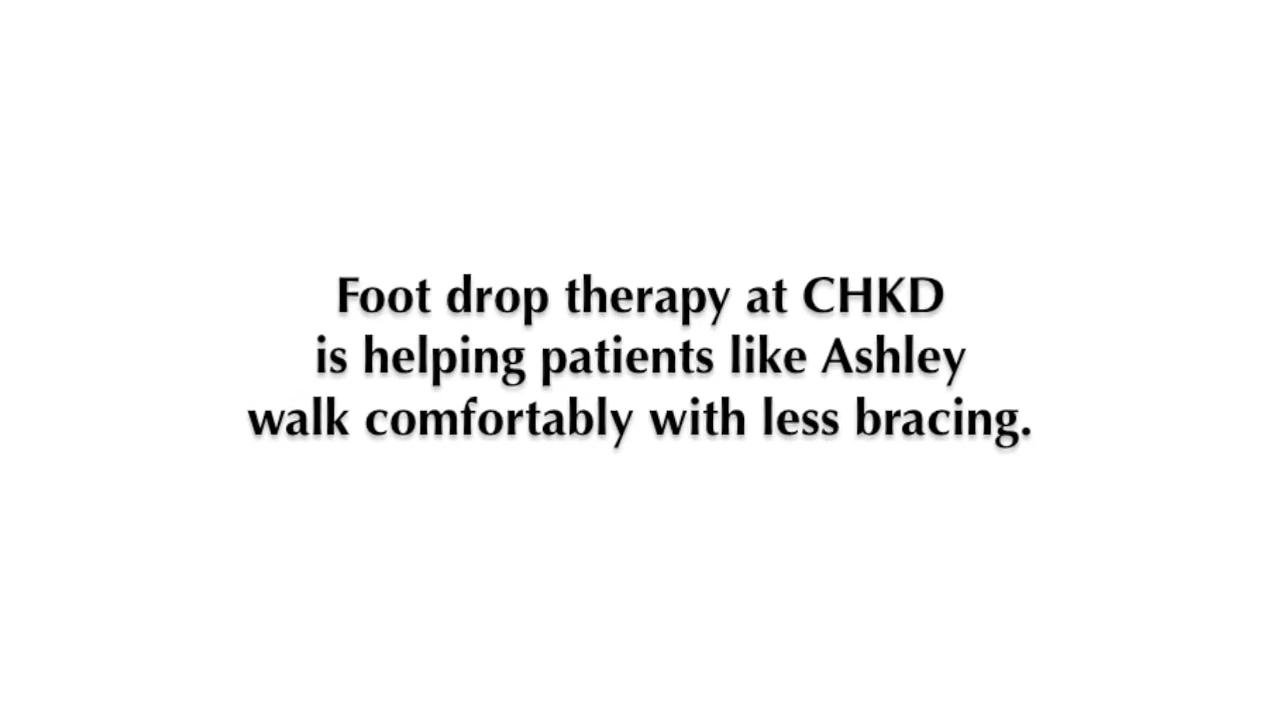 Foot drop therapy at CHKD
is helping patients like Ashley
walk comfortably with less bracing.